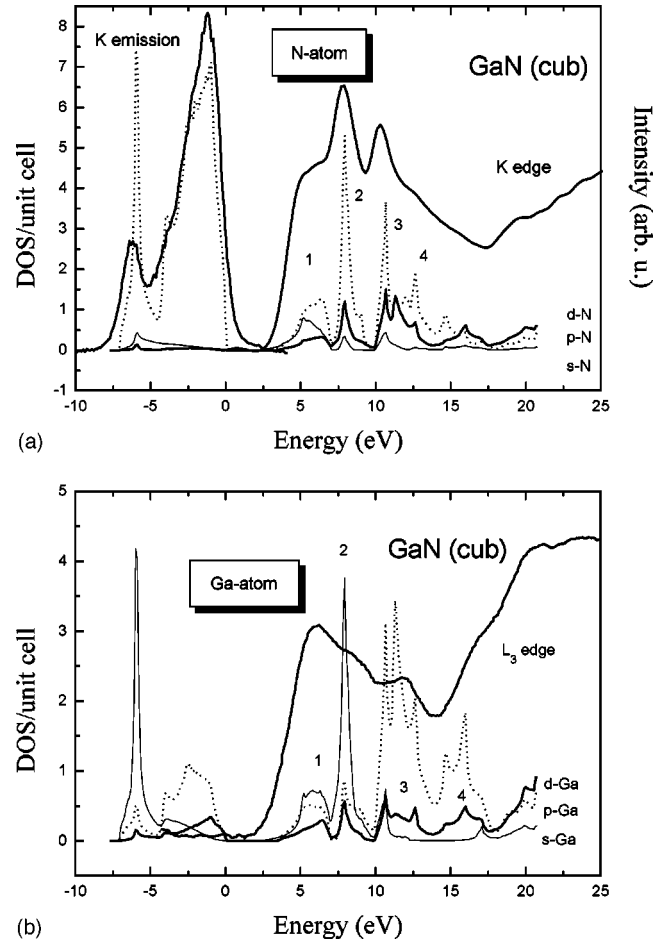 (a)
DOS/unit cell
8
7
6
5
4
3
2
1
0
-1
K emission
N-atom
GaN (cub)
K edge
1
2
3
4
d-N
p-N
s-N
Intensity (arb. u.)
-10 -5 0 5 10 15 20 25
Energy (eV)
(b)
DOS/unit cell
5
4
3
2
1
0
Ga-atom
2
GaN (cub)
L3 edge
1
3
4
d-Ga
p-Ga
s-Ga
-10 -5 0 5 10 15 20 25
Energy (eV)